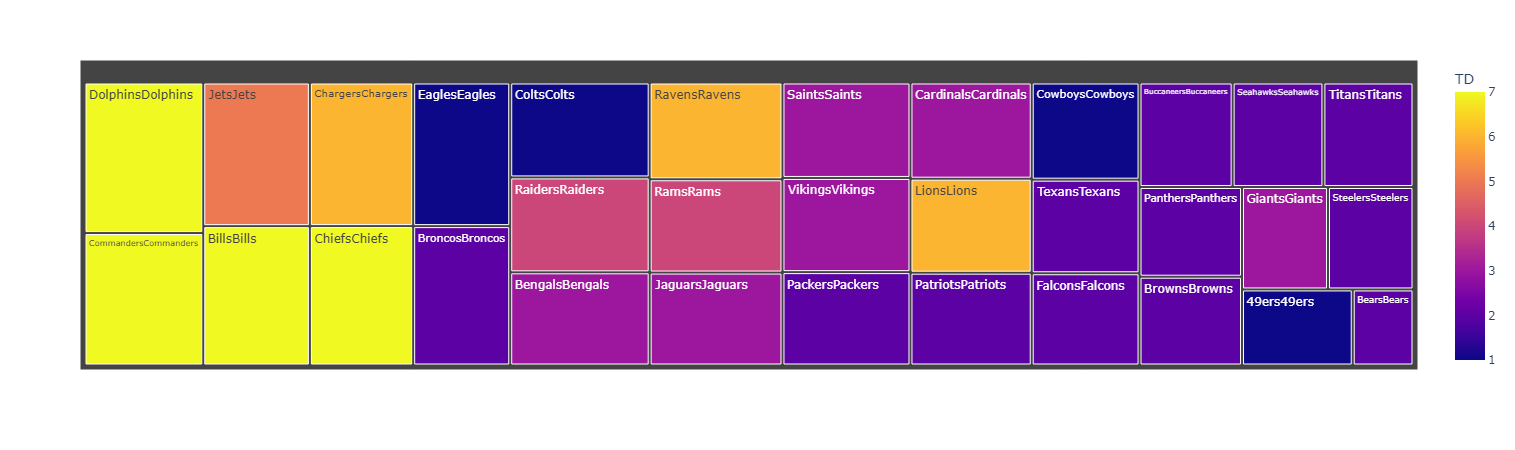 TD
DolphinsDolphins
CommandersCommanders
JetsJets
BillsBills
ChargersChargers
ChiefsChiefs
EaglesEagles
BroncosBroncos
ColtsColts
RaidersRaiders
BengalsBengals
RavensRavens
RamsRams
JaguarsJaguars
SaintsSaints
VikingsVikings
PackersPackers
CardinalsCardinals
LionsLions
PatriotsPatriots
CowboysCowboys
TexansTexans
FalconsFalcons
BuccaneersBuccaneers
SeahawksSeahawks
TitansTitans
PanthersPanthers
BrownsBrowns
GiantsGiants
SteelersSteelers
49ers49ers
BearsBears
7
6
5
4
3
2
1